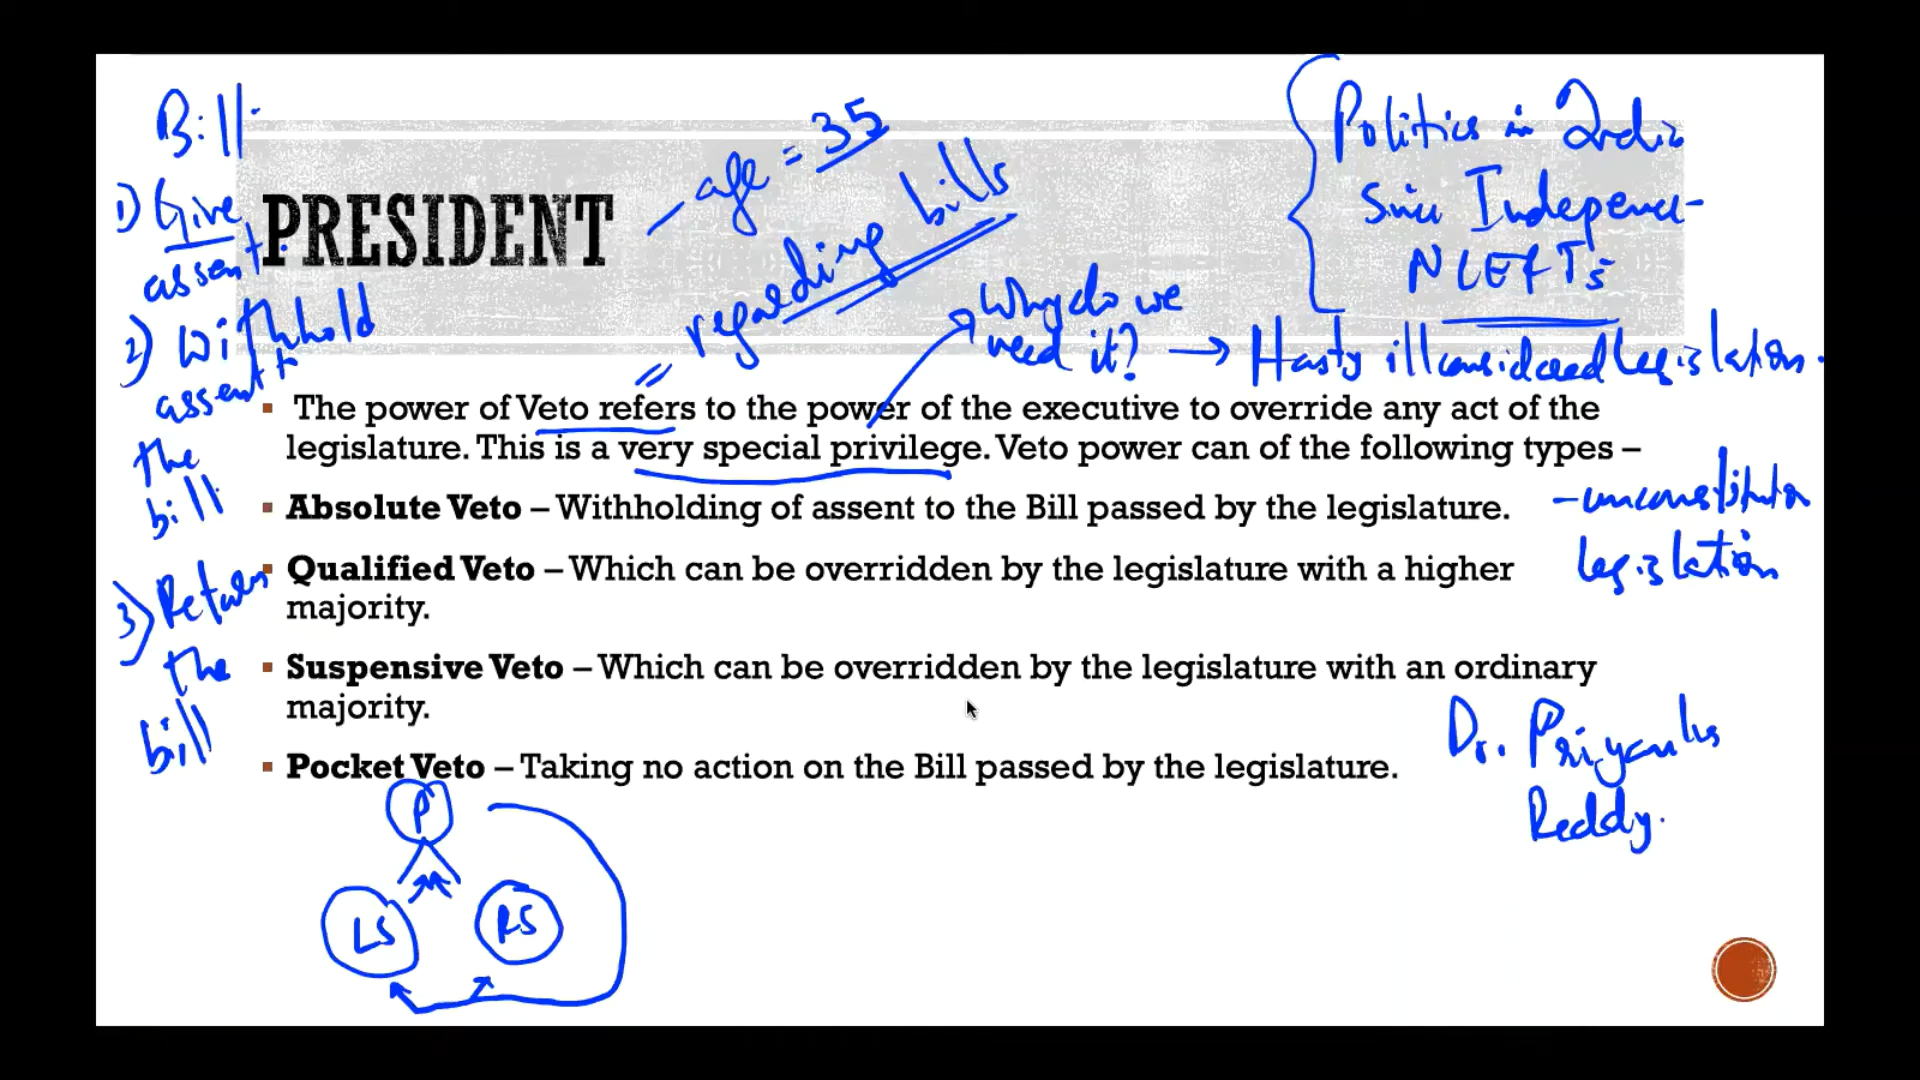 Bill:
1) Give
assent.
2) Withhold
assent to
the
bill
3) Return
the
bill
PRESIDENT
– age = 35
= regarding bills
Why do we
need it? → Hasty illconsidered legislation.
Politics in India
Since Independence
NCERTs
The power of Veto refers to the power of the executive to override any act of the
legislature. This is a very special privilege. Veto power can of the following types –
Absolute Veto – Withholding of assent to the Bill passed by the legislature.
Qualified Veto – Which can be overridden by the legislature with a higher
majority.
Suspensive Veto – Which can be overridden by the legislature with an ordinary
majority.
Pocket Veto – Taking no action on the Bill passed by the legislature.
legislation
Dr. Priyanka
Reddy.
P
LS
RS